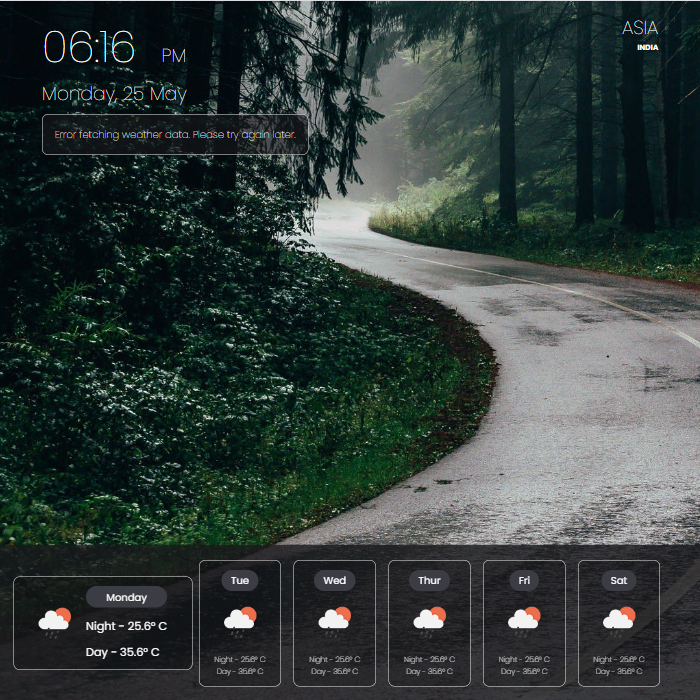 06:16 PM
Monday, 25 May
Error fetching weather data. Please try again later.
ASIA
INDIA
Monday
Night - 25.6° C
Day - 35.6° C
Tue
Night - 25.6° C
Day - 35.6° C
Wed
Night - 25.6° C
Day - 35.6° C
Thur
Night - 25.6° C
Day - 35.6° C
Fri
Night - 25.6° C
Day - 35.6° C
Sat
Night - 25.6° C
Day - 35.6° C